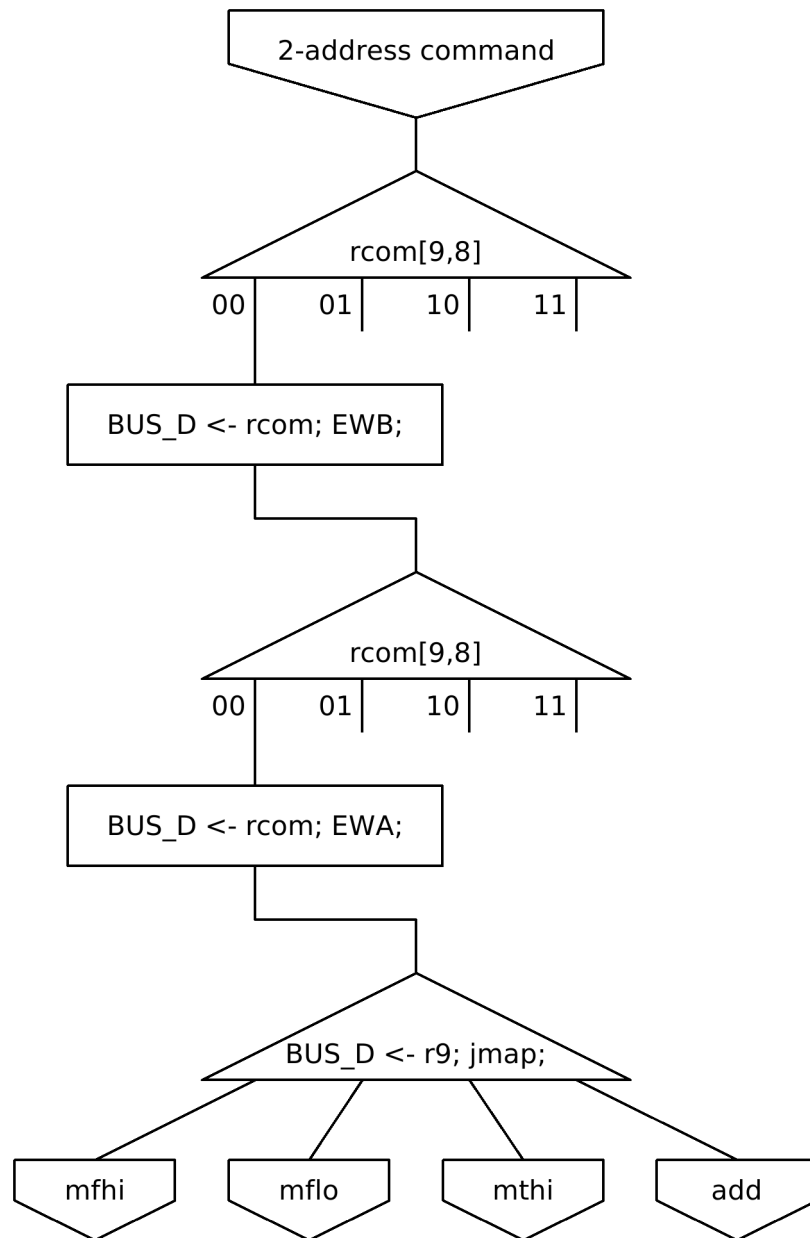 2-address command
rcom[9,8]
00 01 10 11
BUS_D <- rcom; EWB;
rcom[9,8]
00 01 10 11
BUS_D <- rcom; EWA;
BUS_D <- r9; jmap;
mfhi mflo mthi add